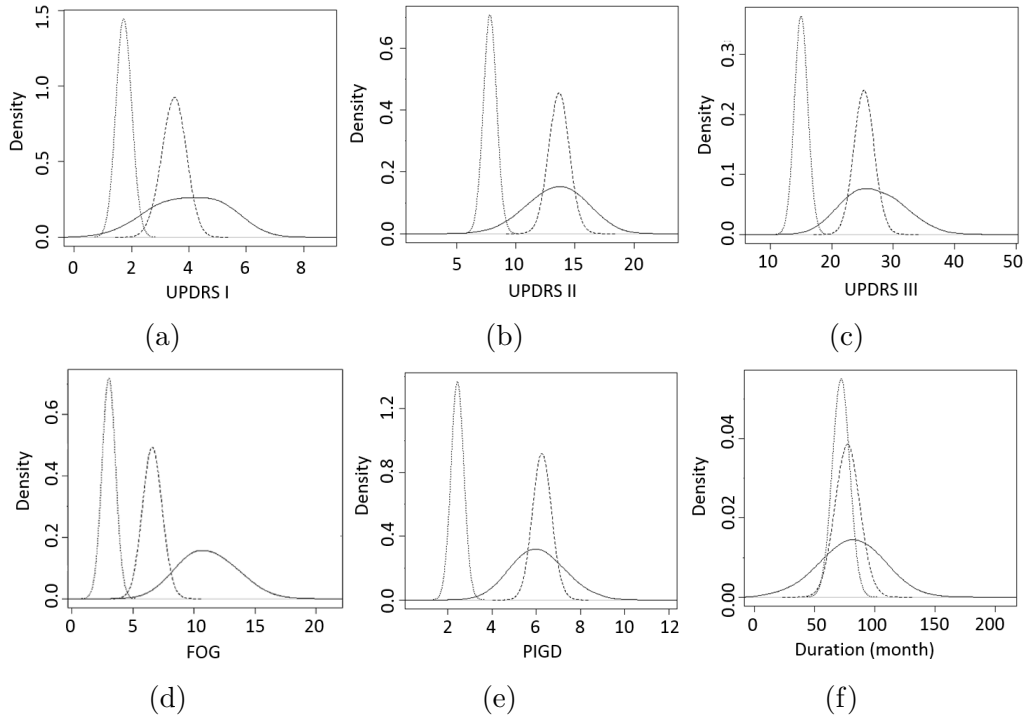 Density
0.0 0.5 1.0 1.5
0 2 4 6 8
UPDRS I
(a)
Density
0.0 0.2 0.4 0.6
5 10 15 20
UPDRS II
(b)
Density
0.0 0.1 0.2 0.3
10 20 30 40 50
UPDRS III
(c)
Density
0.0 0.2 0.4 0.6
0 5 10 15 20
FOG
(d)
Density
0.0 0.4 0.8 1.2
2 4 6 8 10 12
PIGD
(e)
Density
0.00 0.02 0.04
0 50 100 150 200
Duration (month)
(f)